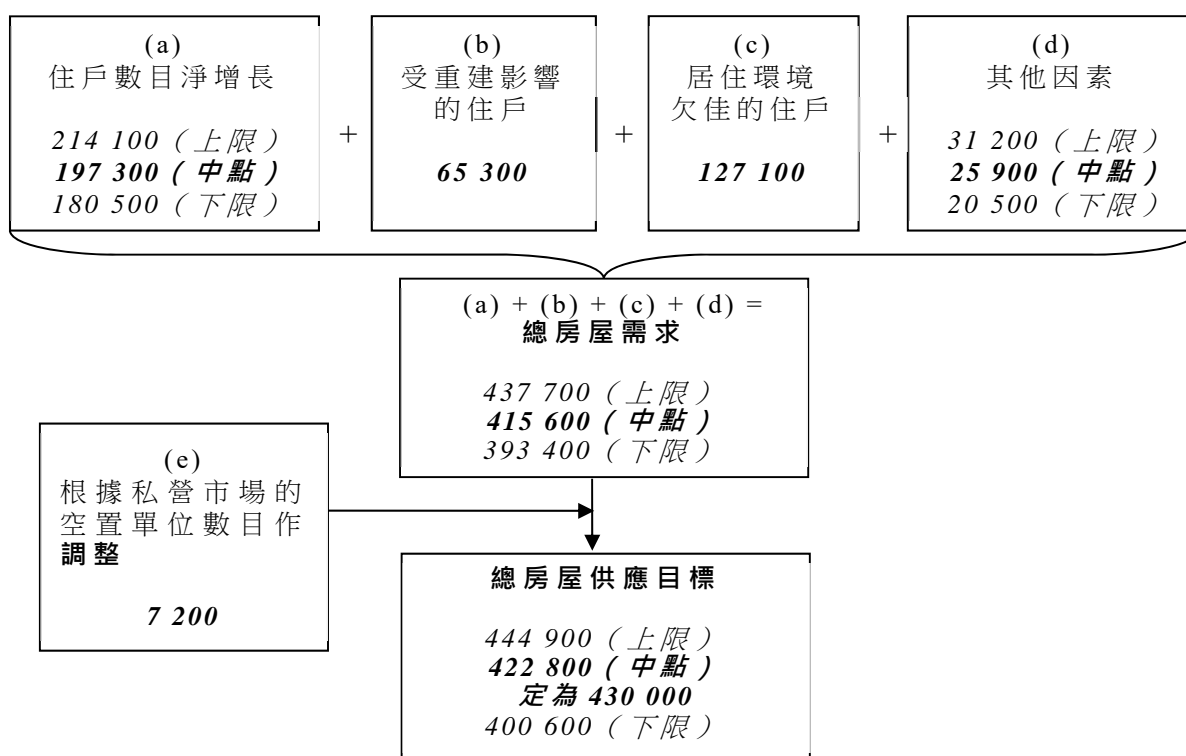 (a)
住戶數目淨增長
214 100（上限）
197 300（中點）
180 500（下限）
+
(b)
受重建影響
的住戶
65 300
+
(c)
居住環境
欠佳的住戶
127 100
+
(d)
其他因素
31 200（上限）
25 900（中點）
20 500（下限）
(a) + (b) + (c) + (d) =
總房屋需求
437 700（上限）
415 600（中點）
393 400（下限）
(e)
根據私營市場的
空置單位數目作
調整
7 200
總房屋供應目標
444 900（上限）
422 800（中點）
定為 430 000
400 600（下限）